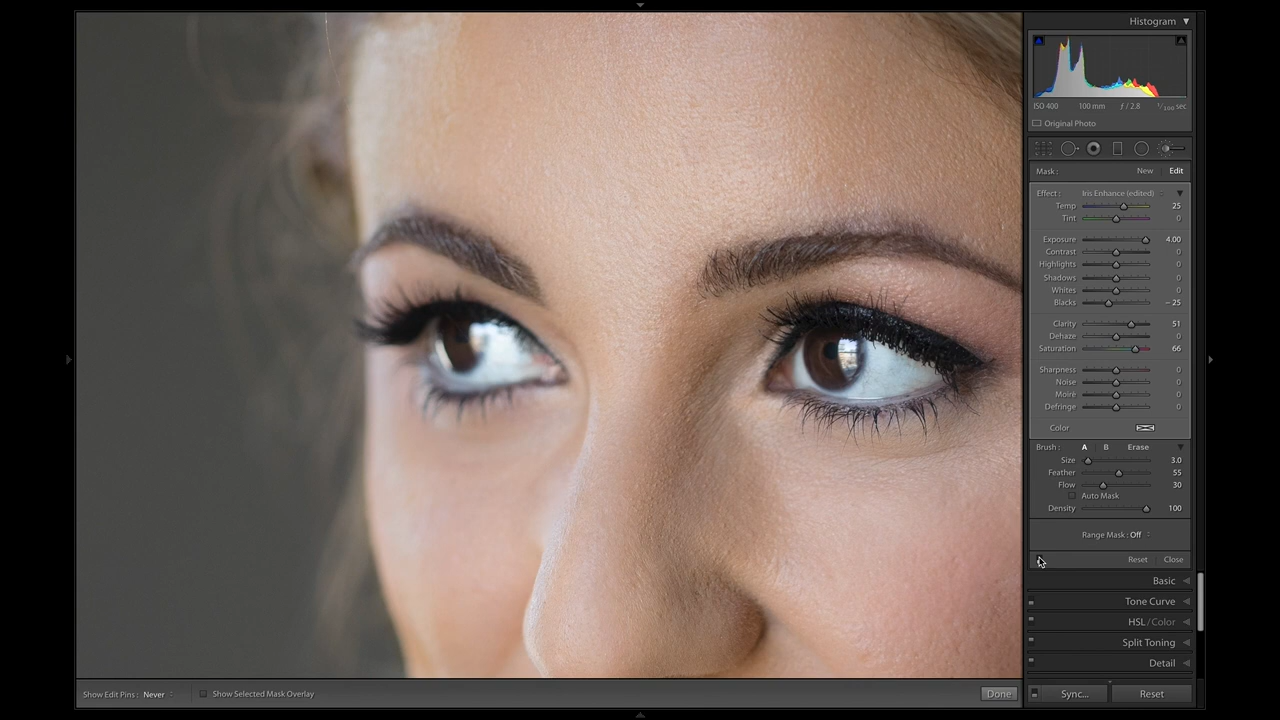 Histogram
ISO 400 100 mm ƒ / 2.8 1/100 sec
Original Photo
Mask : New Edit
Effect : Iris Enhance (edited)
Temp 25
Tint 0
Exposure 4.00
Contrast 0
Highlights 0
Shadows 0
Whites 0
Blacks – 25
Clarity 51
Dehaze 0
Saturation 66
Sharpness 0
Noise 0
Moiré 0
Defringe 0
Color
Brush : A B Erase
Size 3.0
Feather 55
Flow 30
Auto Mask
Density 100
Range Mask : Off
Reset Close
Basic
Tone Curve
HSL / Color
Split Toning
Detail
Show Edit Pins : Never Show Selected Mask Overlay Done Sync... Reset